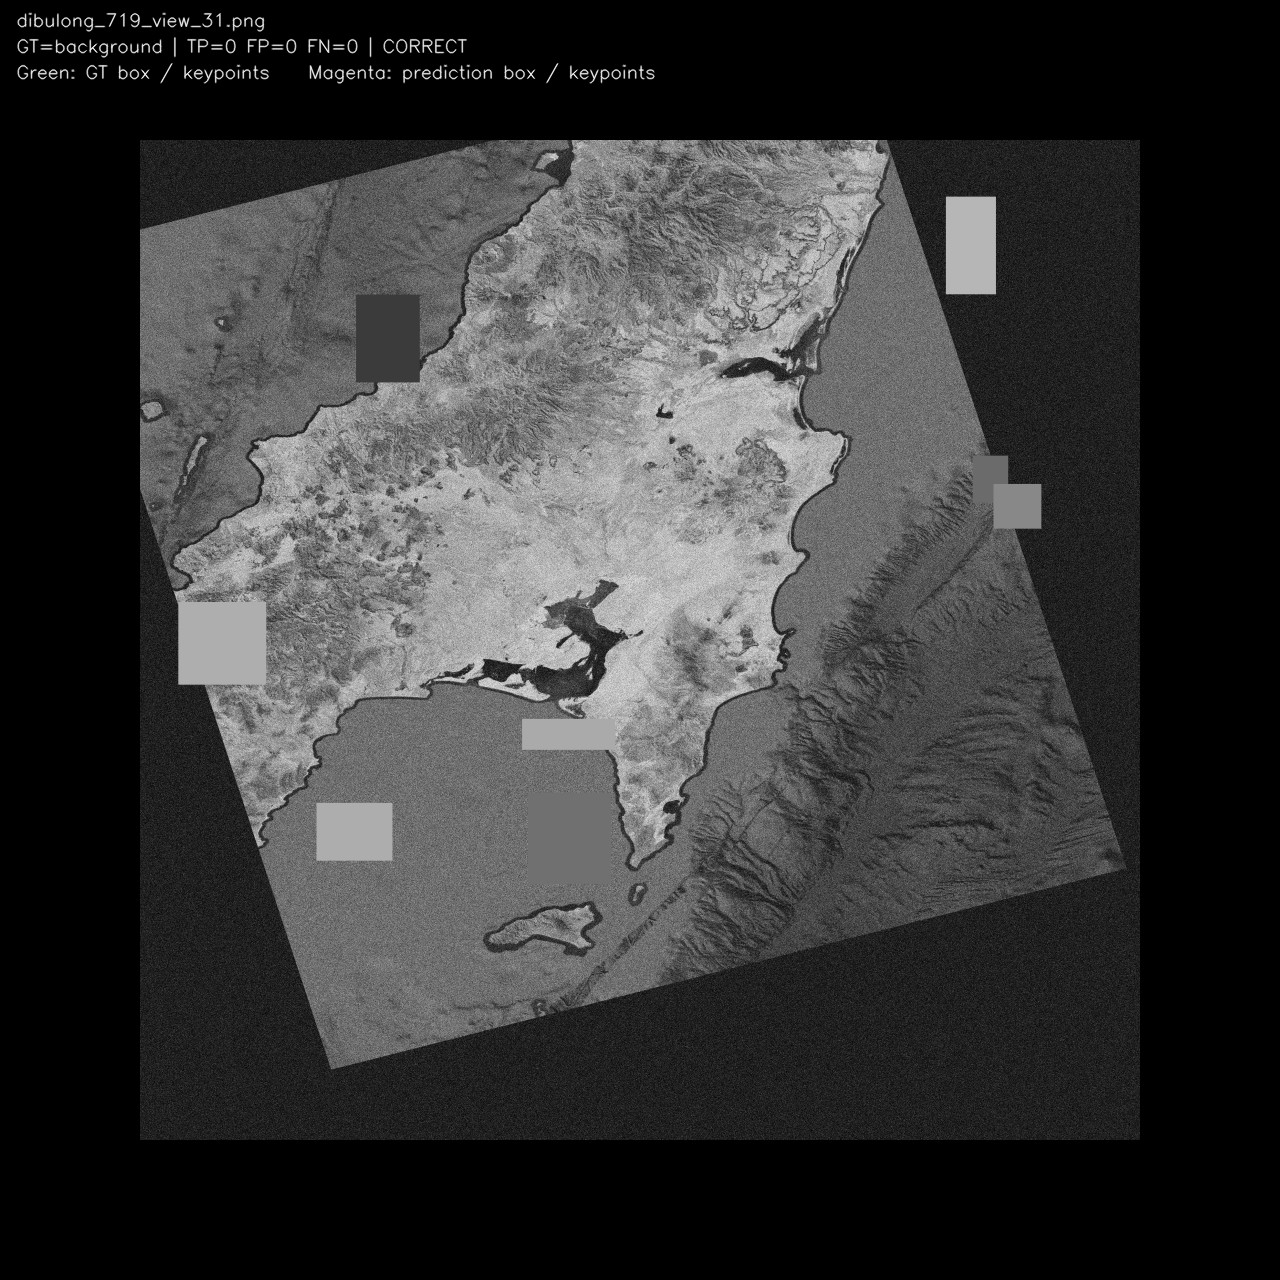 dibulong_719_view_31.png
GT=background | TP=0 FP=0 FN=0 | CORRECT
Green: GT box / keypoints Magenta: prediction box / keypoints